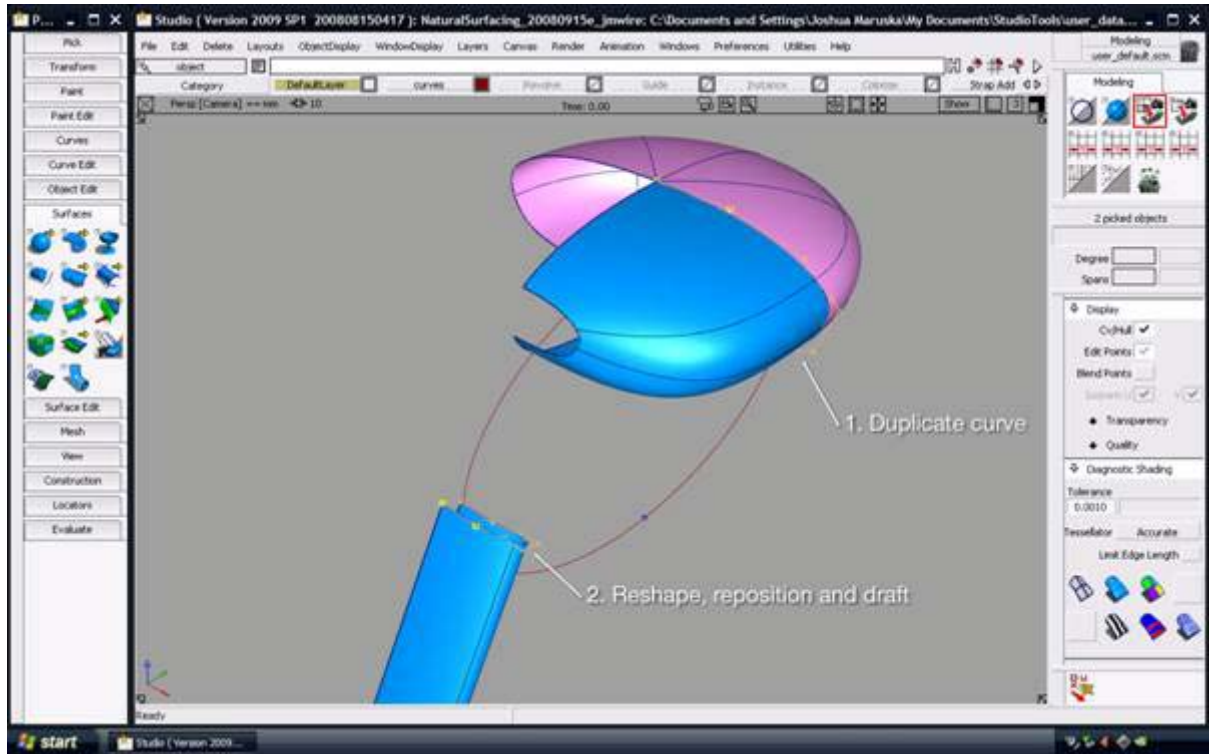 P...
Studio ( Version 2009 SP1 200808150417 ): NaturalSurfacing_20080915e_jmwire: C:\Documents and Settings\Joshua Maruska\My Documents\StudioTools\user_data...
File Edit Delete Layouts ObjectDisplay WindowDisplay Layers Canvas Render Animation Windows Preferences Utilities Help
object
Category DefaultLayer curves Guide Instance Strap Add
Persp [Camera] 10 Time: 0.00 Show 3
Pick
Transform
Paint
Paint Edit
Curves
Curve Edit
Object Edit
Surfaces
Surface Edit
Mesh
View
Construction
Locators
Evaluate
1. Duplicate curve
2. Reshape, reposition and draft
Ready
Modeling
user_default.scm
Modeling
2 picked objects
Degree
Spans
Display
Cv/Hull
Edit Points
Blend Points
Transparency
Quality
Diagnostic Shading
Tolerance
0.0010
Tessellator Accurate
Limit Edge Length
start
Studio ( Version 2009...